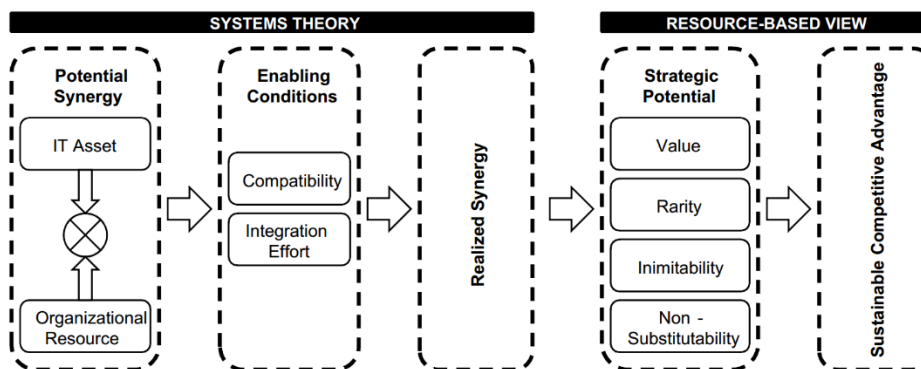 SYSTEMS THEORY
RESOURCE-BASED VIEW
Potential
Synergy
IT Asset
Organizational
Resource
Enabling
Conditions
Compatibility
Integration
Effort
Realized Synergy
Strategic
Potential
Value
Rarity
Inimitability
Non -
Substitutability
Sustainable Competitive Advantage